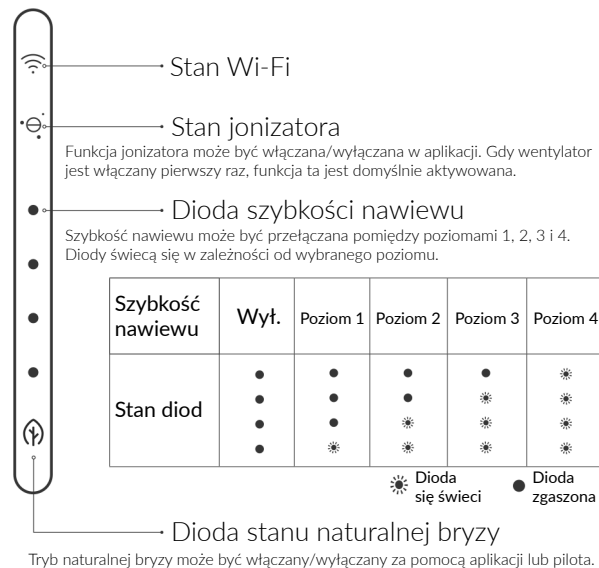 Stan Wi-Fi
Stan jonizatora
Funkcja jonizatora może być włączana/wyłączana w aplikacji. Gdy wentylator
jest włączany pierwszy raz, funkcja ta jest domyślnie aktywowana.
Dioda szybkości nawiewu
Szybkość nawiewu może być przełączana pomiędzy poziomami 1, 2, 3 i 4.
Diody świecą się w zależności od wybranego poziomu.
Szybkość
nawiewu
Wył.
Poziom 1
Poziom 2
Poziom 3
Poziom 4
Stan diod
Dioda
się świeci
Dioda
zgaszona
Dioda stanu naturalnej bryzy
Tryb naturalnej bryzy może być włączany/wyłączany za pomocą aplikacji lub pilota.